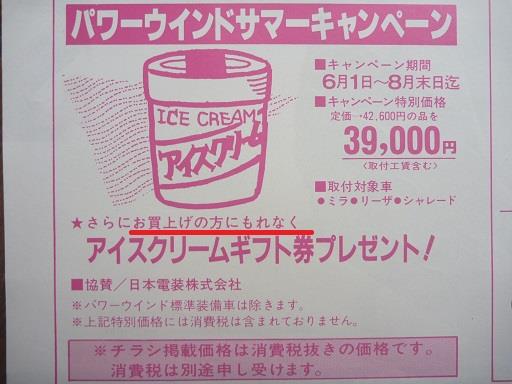 パワーウインドサマーキャンペーン
ICE CREAM
アイスクリーム
■キャンペーン期間
6月1日〜8月末日迄
■キャンペーン特別価格
定価→42,600円の品を
39,000円
〈取付工賃含む〉
■取付対象車
●ミラ●リーザ●シャレード
★さらにお買上げの方にもれなく
アイスクリームギフト券プレゼント!
■協賛/日本電装株式会社
※パワーウインド標準装備車は除きます。
※上記特別価格には消費税は含まれておりません。
※チラシ掲載価格は消費税抜きの価格です。
消費税は別途申し受けます。